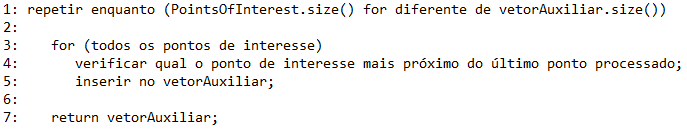 1: repetir enquanto (PointsOfInterest.size() for diferente de vetorAuxiliar.size())
2:
3: for (todos os pontos de interesse)
4: verificar qual o ponto de interesse mais próximo do último ponto processado;
5: inserir no vetorAuxiliar;
6:
7: return vetorAuxiliar;